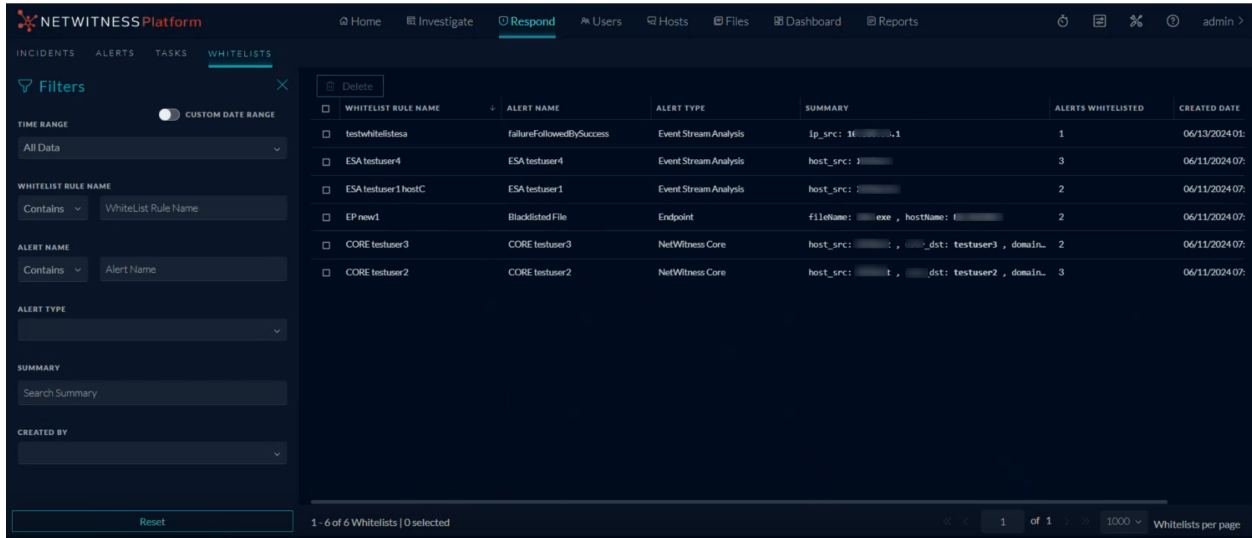 NETWITNESS Platform
Home Investigate Respond Users Hosts Files Dashboard Reports admin >
INCIDENTS ALERTS TASKS WHITELISTS
Filters
CUSTOM DATE RANGE
TIME RANGE
All Data
WHITELIST RULE NAME
Contains WhiteList Rule Name
ALERT NAME
Contains Alert Name
ALERT TYPE
SUMMARY
Search Summary
CREATED BY
Reset
Delete
WHITELIST RULE NAME ALERT NAME ALERT TYPE SUMMARY ALERTS WHITELISTED CREATED DATE
testwhitelistesa failureFollowedBySuccess Event Stream Analysis ip_src: .1 1 06/13/2024 01:
ESA testuser4 ESA testuser4 Event Stream Analysis host_src: 3 06/11/2024 07:
ESA testuser1 hostC ESA testuser1 Event Stream Analysis host_src: 2 06/11/2024 07:
EP new1 Blacklisted File Endpoint fileName: exe , hostName: 2 06/11/2024 07:
CORE testuser3 CORE testuser3 NetWitness Core host_src: , _dst: testuser3 , domain… 2 06/11/2024 07:
CORE testuser2 CORE testuser2 NetWitness Core host_src: t , _dst: testuser2 , domain… 3 06/11/2024 07:
1 - 6 of 6 Whitelists | 0 selected
<< < 1 of 1 > >> 1000 Whitelists per page